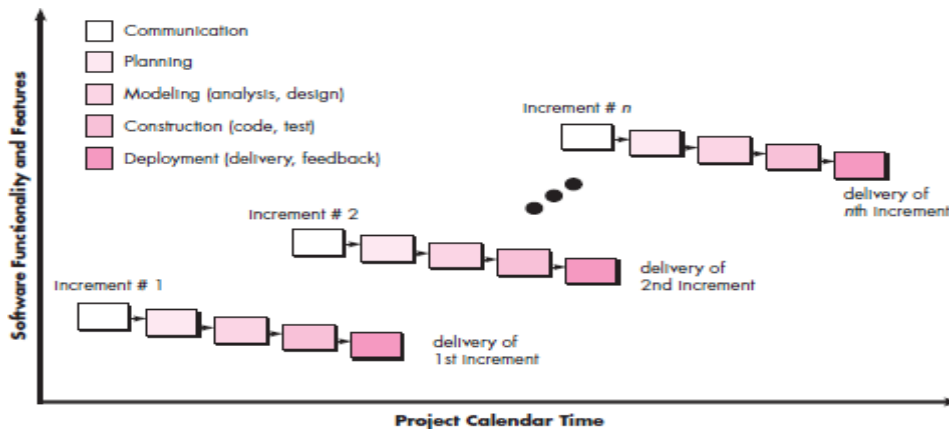 Software Functionality and Features
Communication
Planning
Modeling (analysis, design)
Construction (code, test)
Deployment (delivery, feedback)
Increment # n
delivery of
nth increment
Increment # 2
delivery of
2nd increment
Increment # 1
delivery of
1st increment
Project Calendar Time